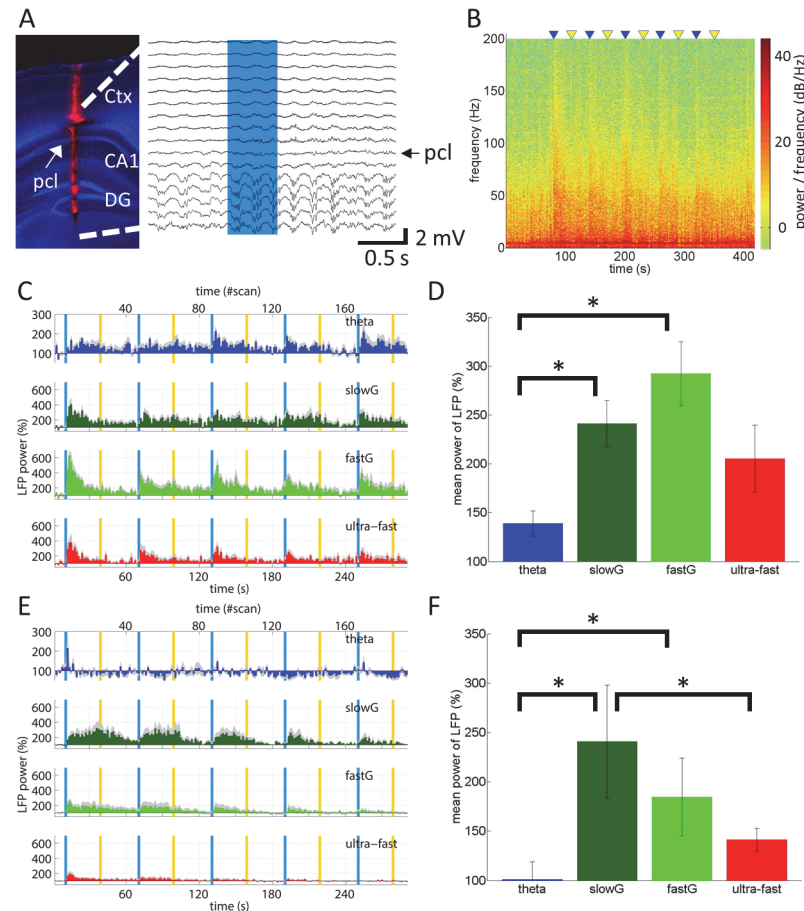 A
Ctx
pcl
CA1
DG
pcl
2 mV
0.5 s
B
200
150
100
50
0
frequency (Hz)
100 200 300 400
time (s)
40
20
0
power / frequency (dB/Hz)
C
time (#scan)
40 80 120 160
theta
300
200
100
slowG
600
400
200
fastG
600
400
200
ultra-fast
600
400
200
LFP power (%)
60 120 180 240
time (s)
D
350
300
250
200
150
100
mean power of LFP (%)
*
*
theta slowG fastG ultra-fast
E
time (#scan)
40 80 120 160
theta
300
200
100
slowG
600
400
200
fastG
600
400
200
ultra-fast
600
400
200
LFP power (%)
60 120 180 240
time (s)
F
350
300
250
200
150
100
mean power of LFP (%)
*
*
*
theta slowG fastG ultra-fast